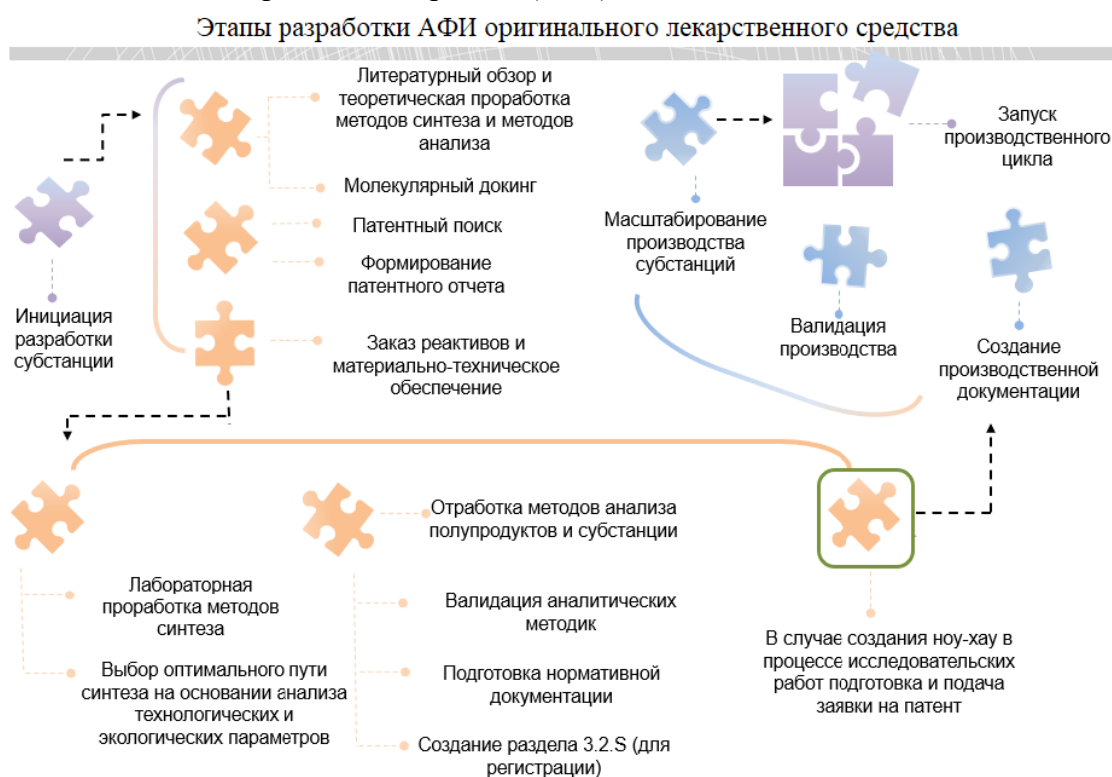 Этапы разработки АФИ оригинального лекарственного средства
Инициация
разработки
субстанции
Литературный обзор и
теоретическая проработка
методов синтеза и методов
анализа
Молекулярный докинг
Патентный поиск
Формирование
патентного отчета
Заказ реактивов и
материально-техническое
обеспечение
Лабораторная
проработка методов
синтеза
Выбор оптимального пути
синтеза на основании анализа
технологических и
экологических параметров
Отработка методов анализа
полупродуктов и субстанции
Валидация аналитических
методик
Подготовка нормативной
документации
Создание раздела 3.2.S (для
регистрации)
В случае создания ноу-хау в
процессе исследовательских
работ подготовка и подача
заявки на патент
Создание
производственной
документации
Валидация
производства
Масштабирование
производства
субстанций
Запуск
производственного
цикла